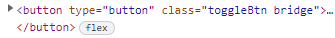 <button type="button" class="toggleBtn bridge">…
</button> flex